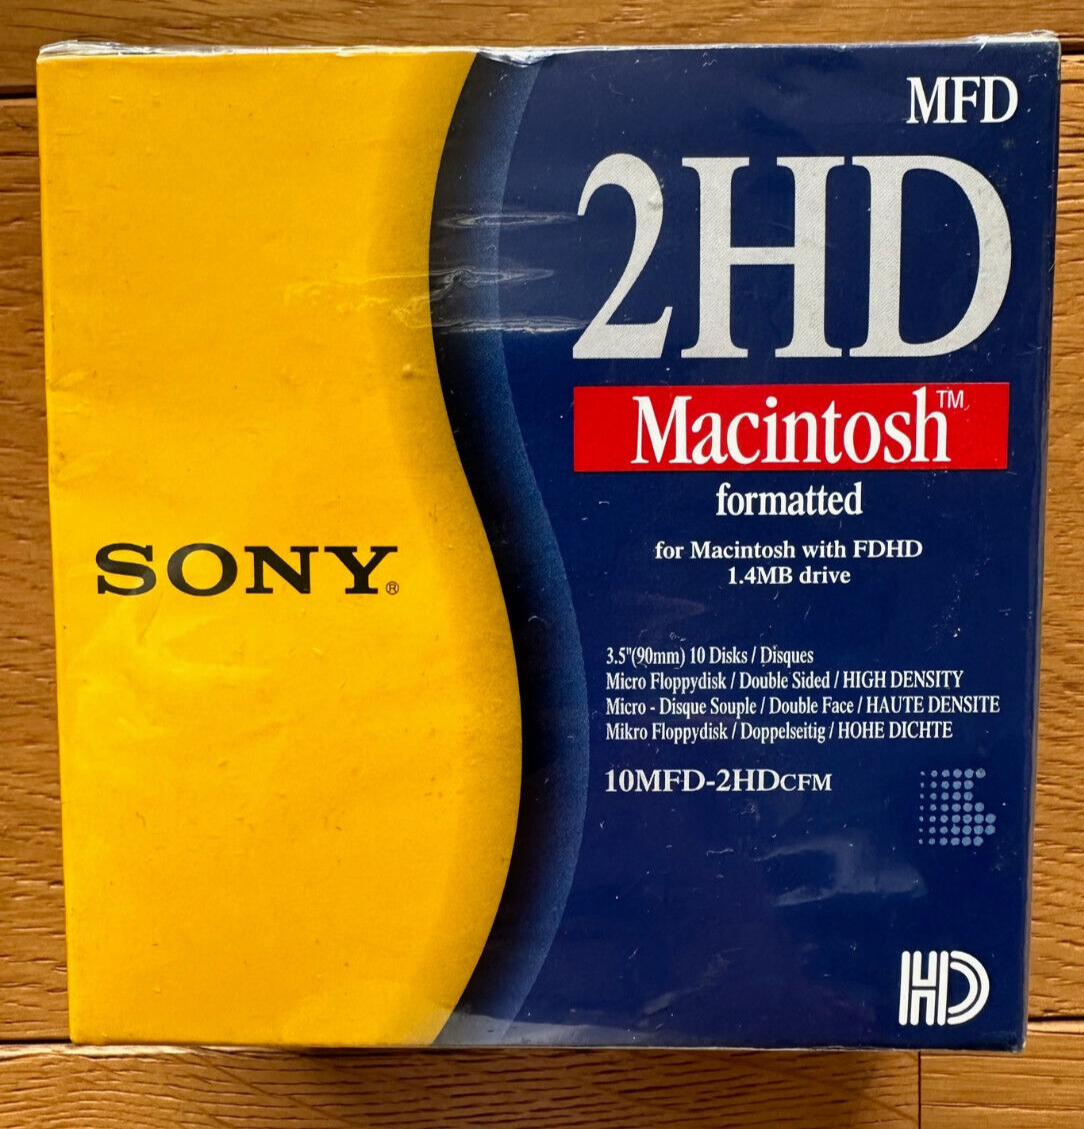 MFD
2HD
Macintosh™
formatted
for Macintosh with FDHD
1.4MB drive
SONY®
3.5"(90mm) 10 Disks / Disques
Micro Floppydisk / Double Sided / HIGH DENSITY
Micro - Disque Souple / Double Face / HAUTE DENSITE
Mikro Floppydisk / Doppelseitig / HOHE DICHTE
10MFD-2HDCFM
HD